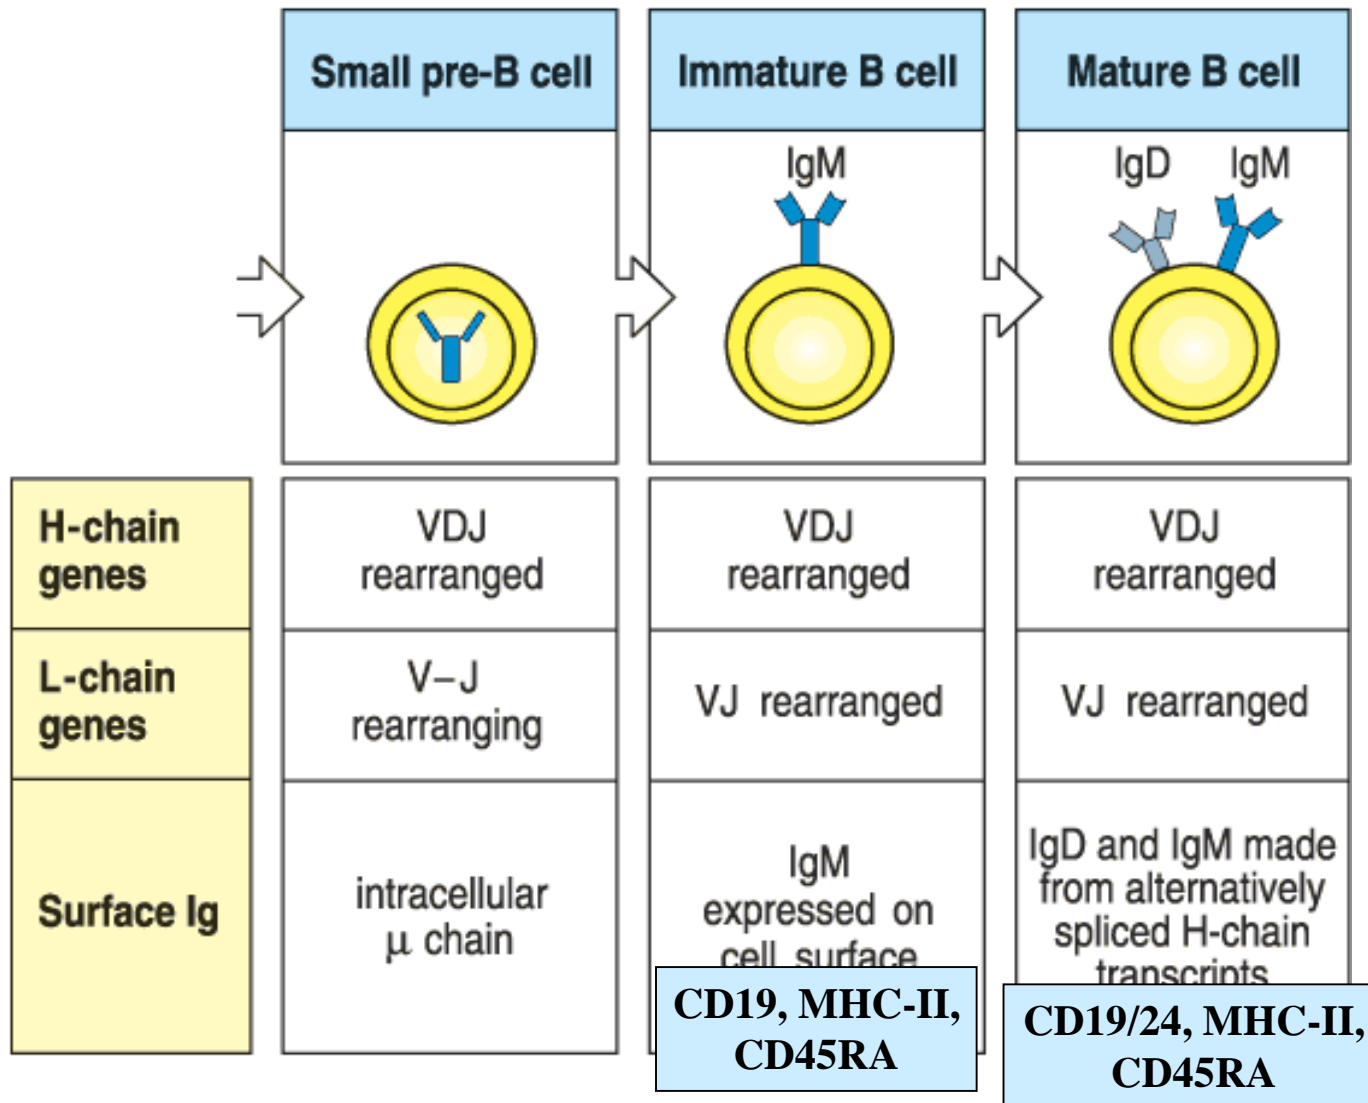 Small pre-B cell
Immature B cell
Mature B cell
IgM
IgD
IgM
H-chain
genes
VDJ
rearranged
VDJ
rearranged
VDJ
rearranged
L-chain
genes
V–J
rearranging
VJ rearranged
VJ rearranged
Surface Ig
intracellular
μ chain
IgM
expressed on
cell surface
IgD and IgM made
from alternatively
spliced H-chain
transcripts
CD19, MHC-II,
CD45RA
CD19/24, MHC-II,
CD45RA